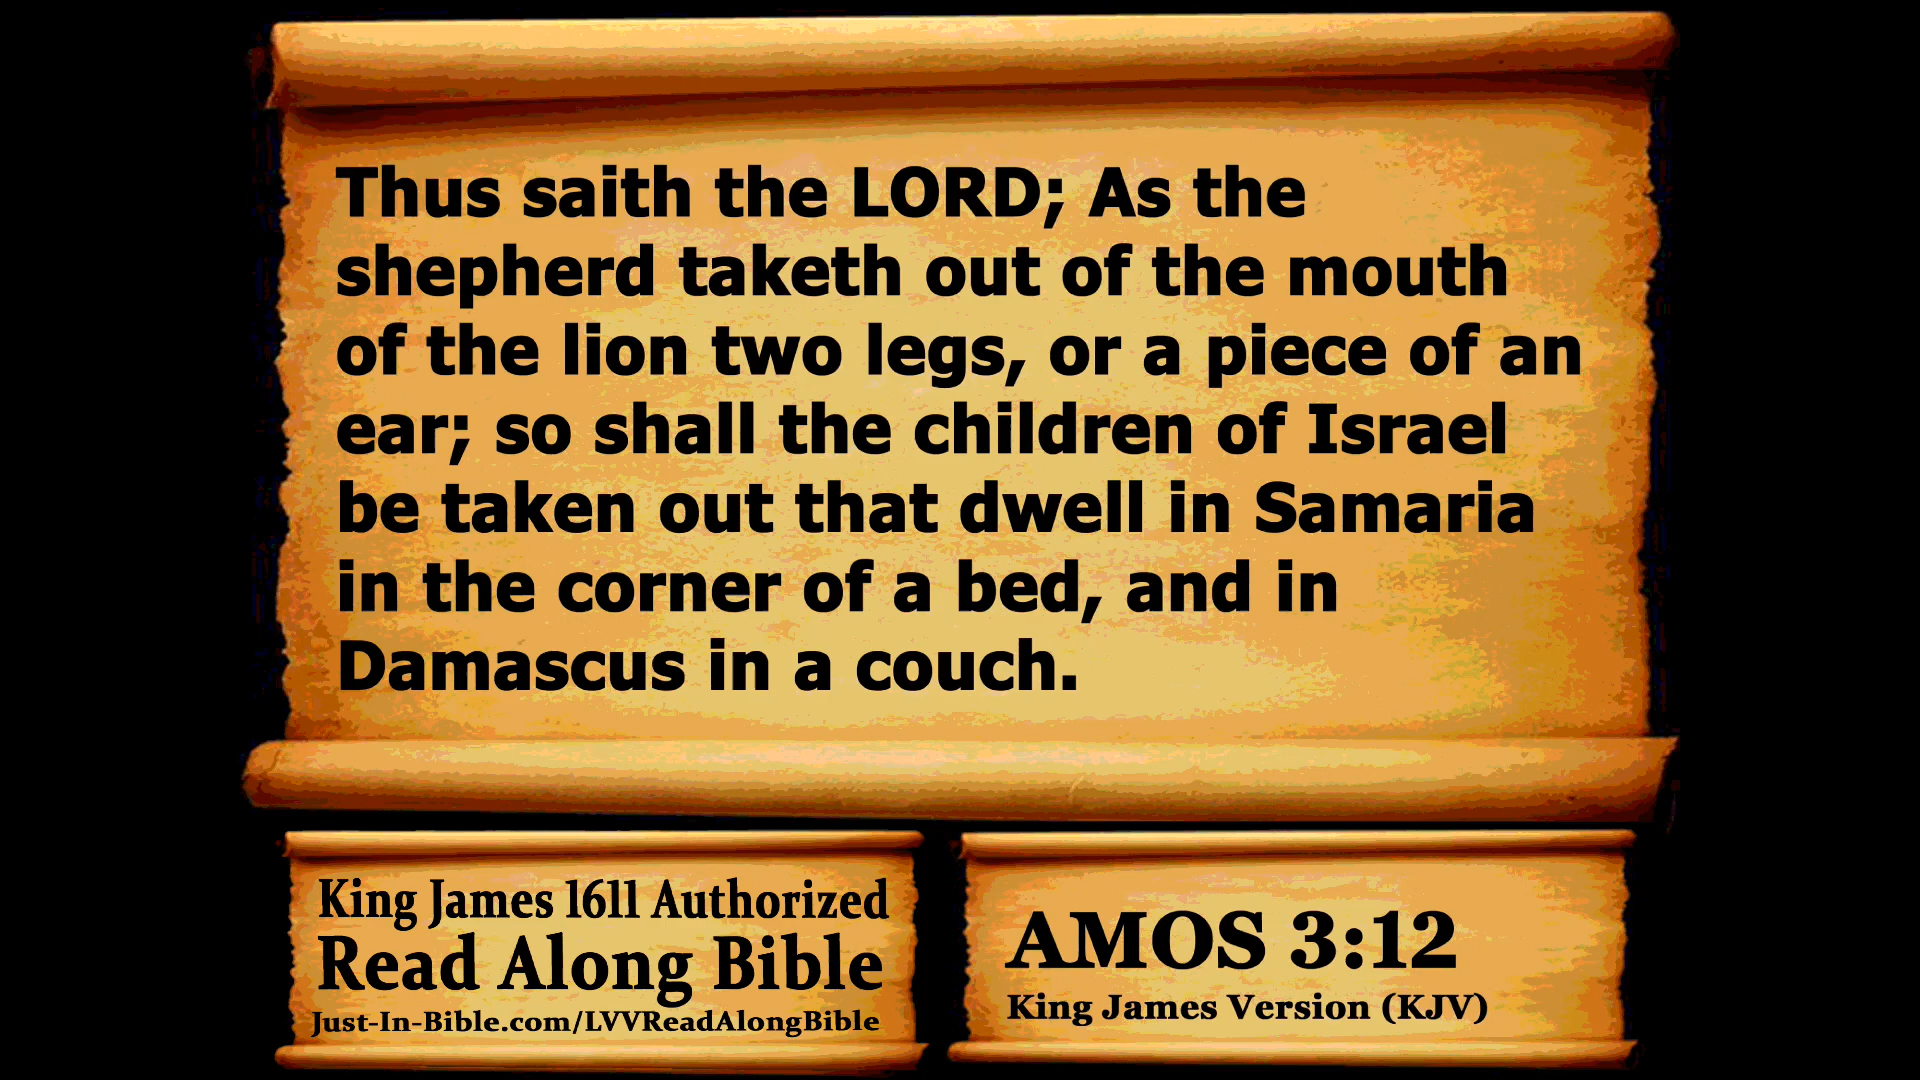 Thus saith the LORD; As the
shepherd taketh out of the mouth
of the lion two legs, or a piece of an
ear; so shall the children of Israel
be taken out that dwell in Samaria
in the corner of a bed, and in
Damascus in a couch.
King James 1611 Authorized
Read Along Bible
Just-In-Bible.com/LVVReadAlongBible
AMOS 3:12
King James Version (KJV)